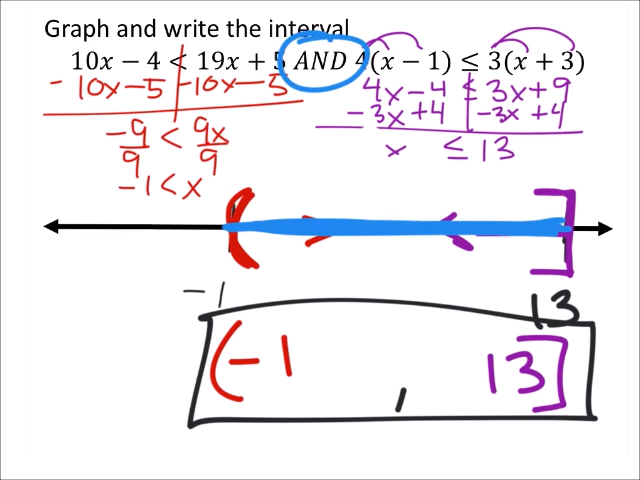 Graph and write the interval
10x − 4 < 19x + 5 AND 4(x − 1) ≤ 3(x + 3)
− 10x − 5 − 10x − 5
4x − 4 ≤ 3x + 9
− 3x + 4 − 3x + 4
−9 < 9x
9 9
x ≤ 13
−1 < x
( ]
−1 13
(−1 , 13]